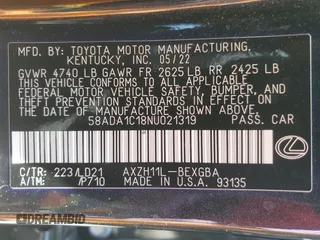 MFD. BY: TOYOTA MOTOR MANUFACTURING,
KENTUCKY, INC. 05/22
GVWR 4740 LB GAWR FR 2625 LB RR 2425 LB
THIS VEHICLE CONFORMS TO ALL APPLICABLE
FEDERAL MOTOR VEHICLE SAFETY, BUMPER, AND
THEFT PREVENTION STANDARDS IN EFFECT ON
THE DATE OF MANUFACTURE SHOWN ABOVE.
58ADA1C18NU021319 PASS. CAR
C/TR: 223/LD21 AXZH11L-BEXGBA
A/TM: /P710 MADE IN U.S.A. 93135
DREAMBID